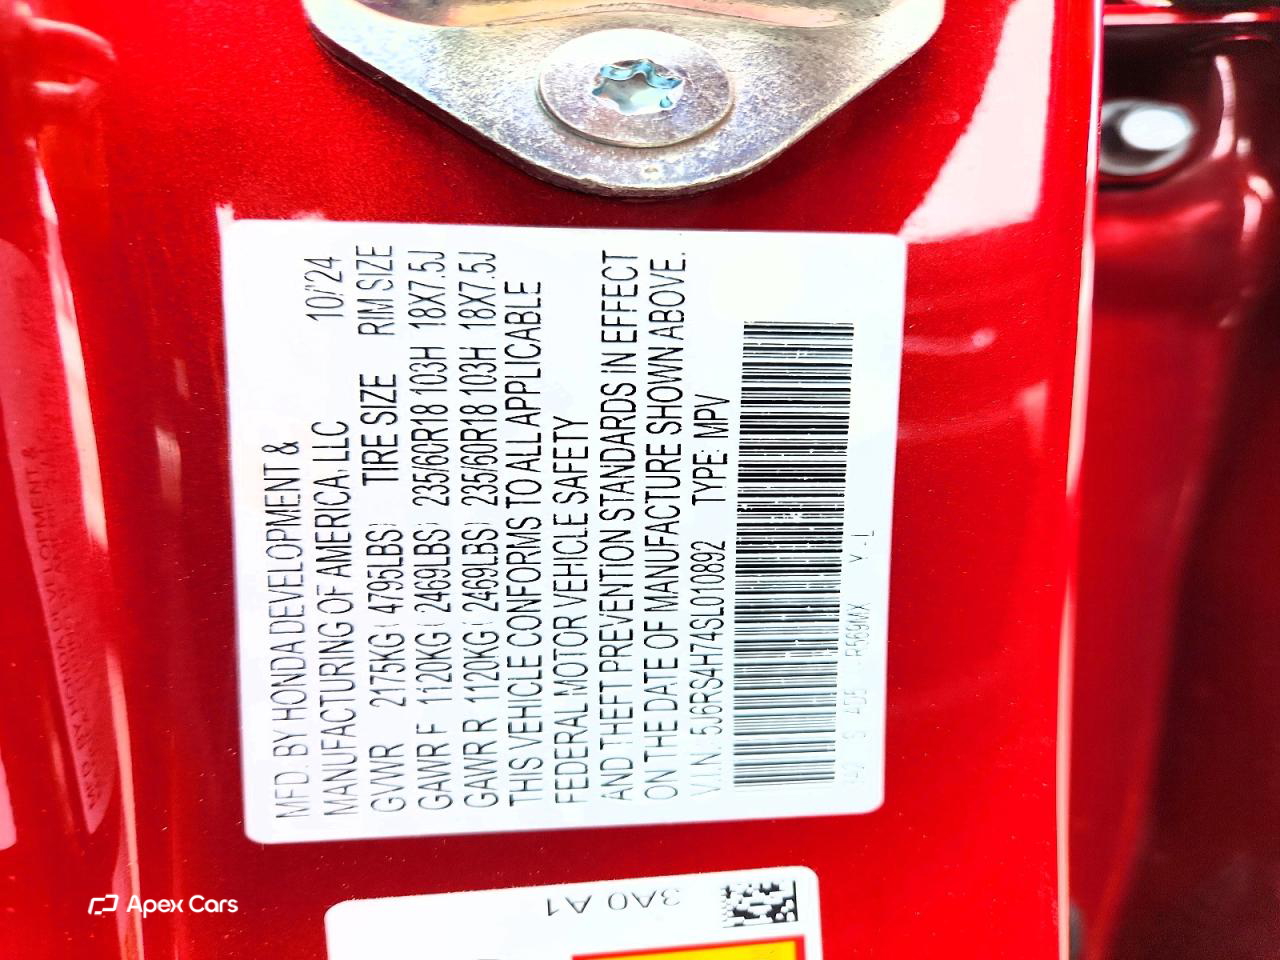 MFD. BY HONDA DEVELOPMENT &
MANUFACTURING OF AMERICA, LLC 10/'24
GVWR 2175KG( 4795LBS) TIRE SIZE RIM SIZE
GAWR F 1120KG( 2469LBS) 235/60R18 103H 18X7.5J
GAWR R 1120KG( 2469LBS) 235/60R18 103H 18X7.5J
THIS VEHICLE CONFORMS TO ALL APPLICABLE
FEDERAL MOTOR VEHICLE SAFETY
AND THEFT PREVENTION STANDARDS IN EFFECT
ON THE DATE OF MANUFACTURE SHOWN ABOVE.
V.I.N. 5J6RS4H74SL010892 TYPE: MPV
R569MX
3A0 A1
Apex Cars